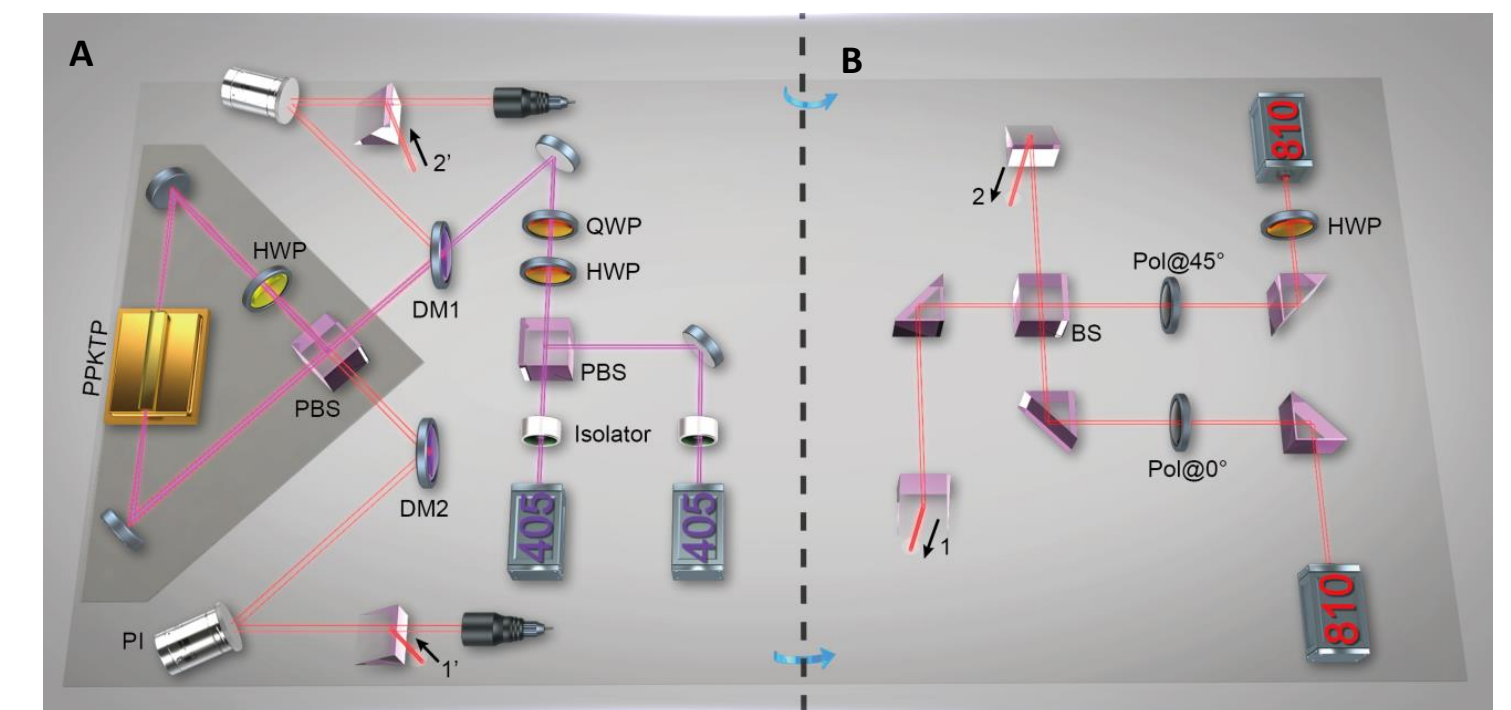 A
B
2'
810
2
HWP
QWP
HWP
HWP
Pol@45°
DM1
PPKTP
BS
PBS
PBS
Isolator
Pol@0°
DM2
405
405
1
810
PI
1'